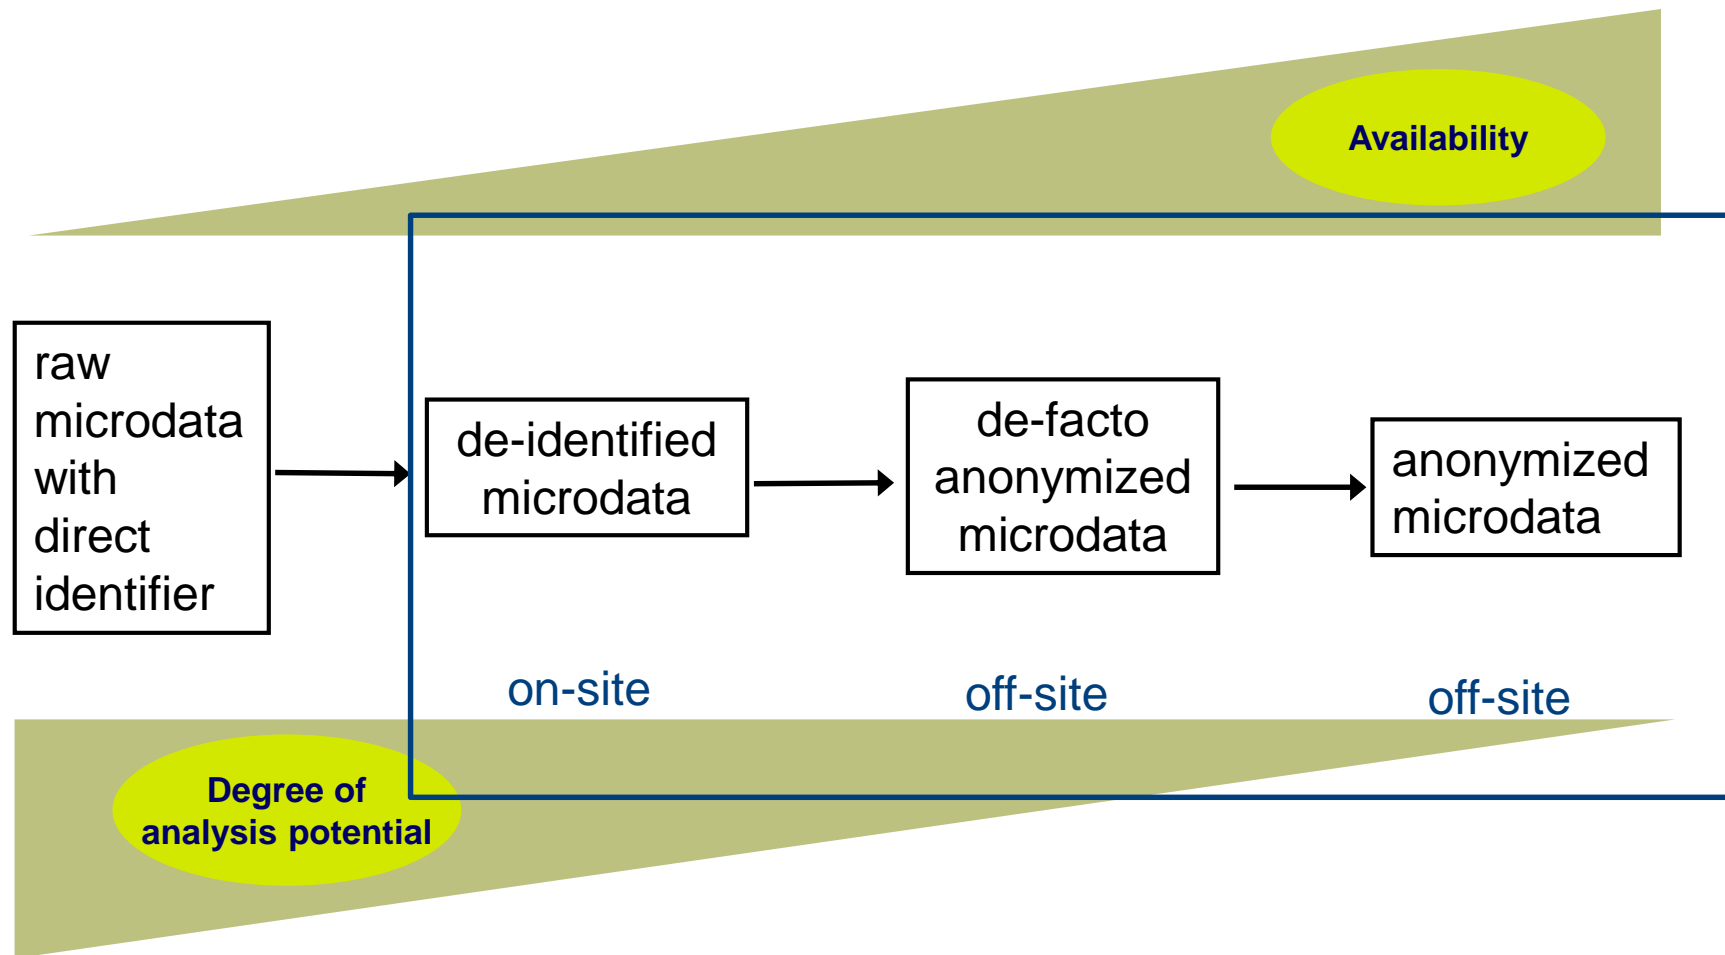 Availability
raw
microdata
with
direct
identifier
de-identified
microdata
de-facto
anonymized
microdata
anonymized
microdata
on-site
off-site
off-site
Degree of
analysis potential